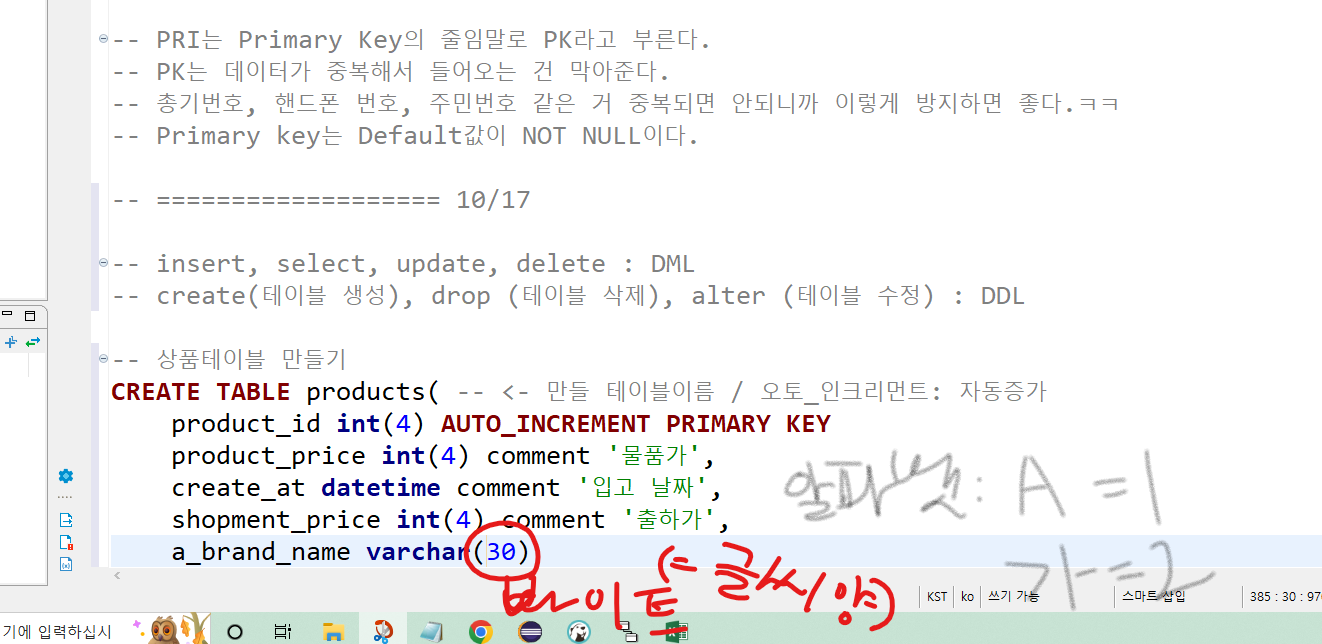 -- PRI는 Primary Key의 줄임말로 PK라고 부른다.
-- PK는 데이터가 중복해서 들어오는 건 막아준다.
-- 총기번호, 핸드폰 번호, 주민번호 같은 거 중복되면 안되니까 이렇게 방지하면 좋다.ㅋㅋ
-- Primary key는 Default값이 NOT NULL이다.
-- =================== 10/17
-- insert, select, update, delete : DML
-- create(테이블 생성), drop (테이블 삭제), alter (테이블 수정) : DDL
-- 상품테이블 만들기
CREATE TABLE products( -- <- 만들 테이블이름 / 오토_인크리먼트: 자동증가
product_id int(4) AUTO_INCREMENT PRIMARY KEY
product_price int(4) comment '물품가',
create_at datetime comment '입고 날짜',
shopment_price int(4) comment '출하가',
a_brand_name varchar(30)
알파벳: A = 1
가 = 2
바이트 (= 글씨 양)
KST ko 쓰기 가능 스마트 삽입 385 : 30 : 970
기에 입력하십시